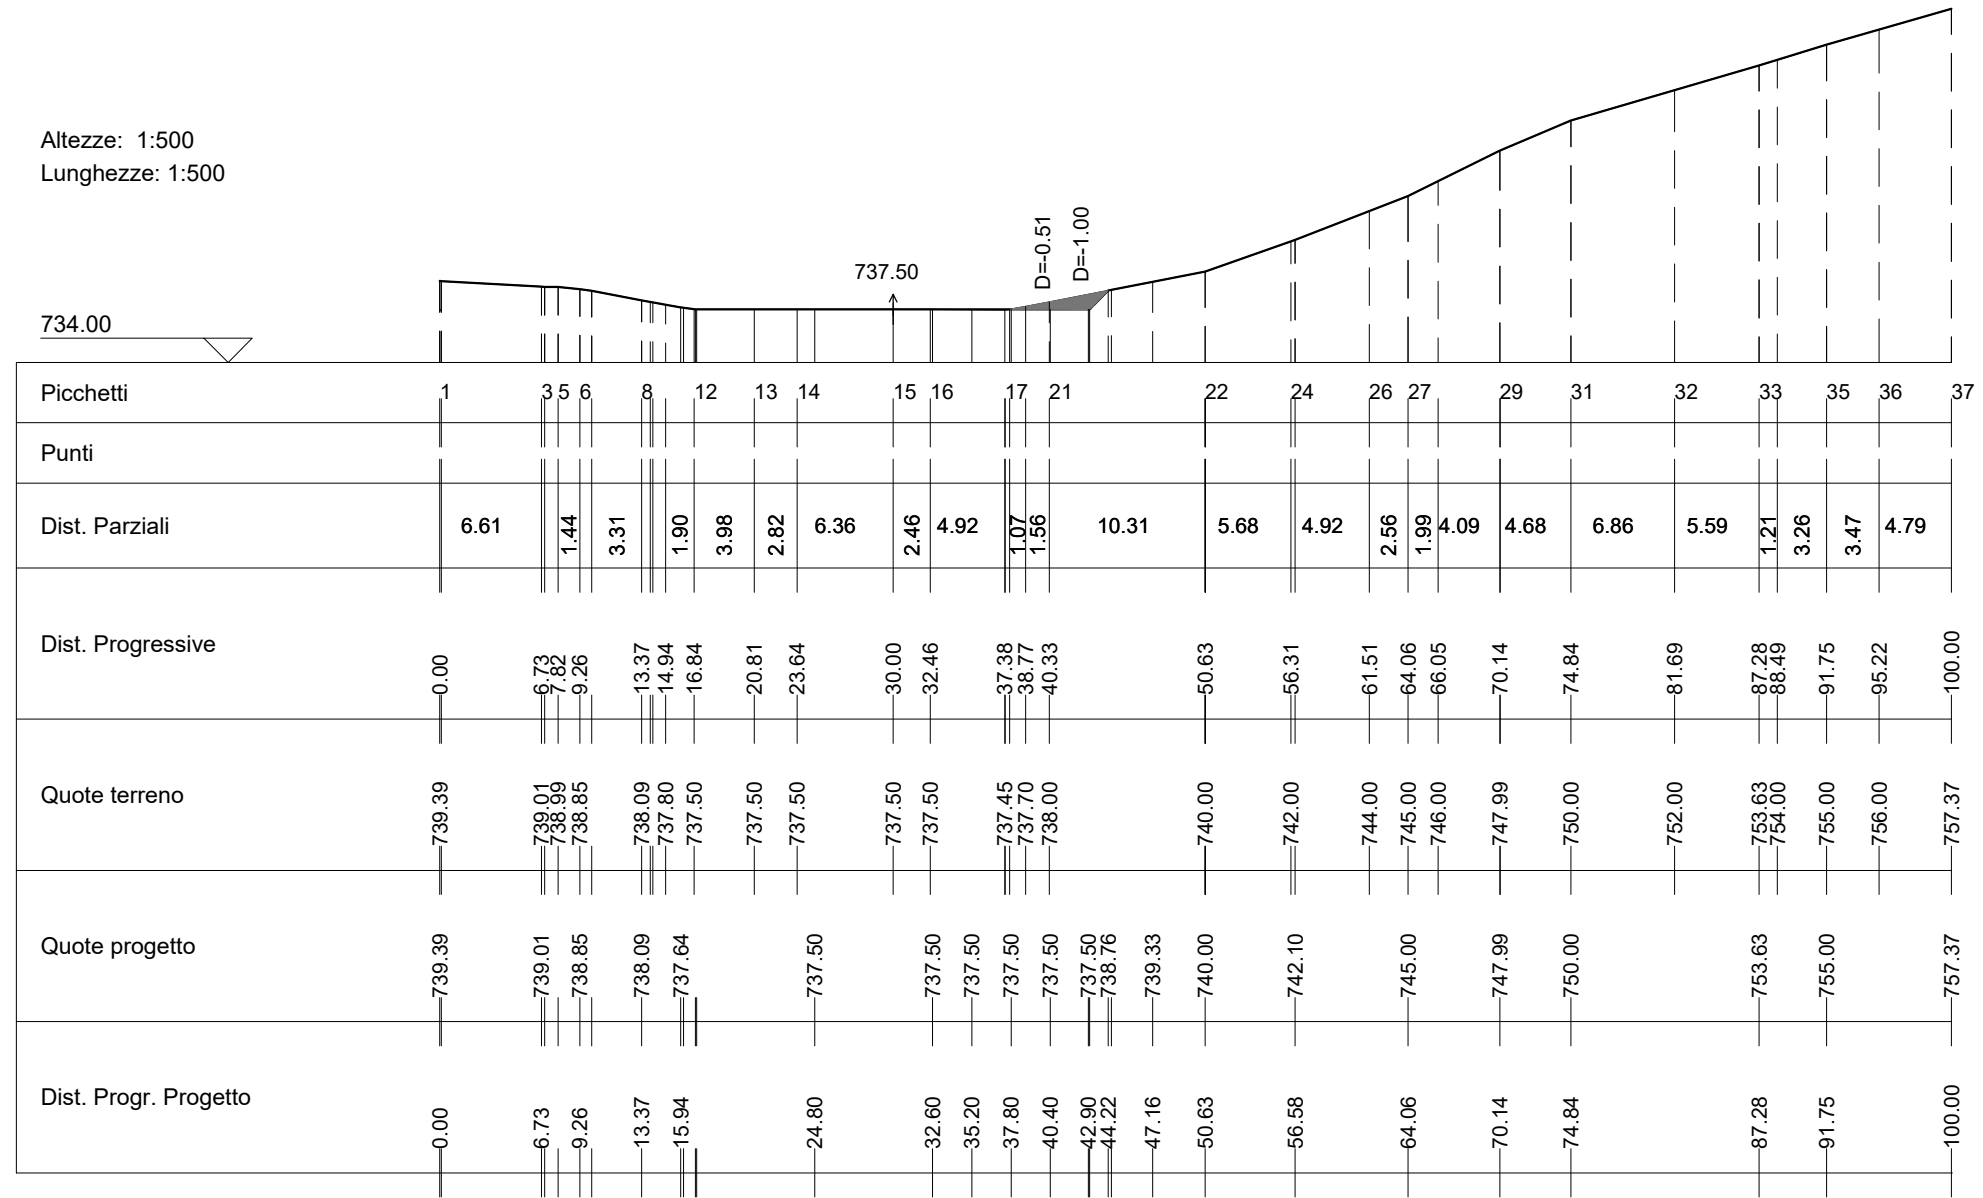 Altezze: 1:500
Lunghezze: 1:500
D=-0.51
D=-1.00
737.50
734.00
Picchetti 1 3 5 6 8 12 13 14 15 16 17 21 22 24 26 27 29 31 32 33 35 36 37
Punti
Dist. Parziali 6.61 1.44 3.31 1.90 3.98 2.82 6.36 2.46 4.92 1.07 1.56 10.31 5.68 4.92 2.56 1.99 4.09 4.68 6.86 5.59 1.21 3.26 3.47 4.79
Dist. Progressive 0.00 6.73 7.82 9.26 13.37 14.94 16.84 20.81 23.64 30.00 32.46 37.38 38.77 40.33 50.63 56.31 61.51 64.06 66.05 70.14 74.84 81.69 87.28 88.49 91.75 95.22 100.00
Quote terreno 739.39 739.01 738.99 738.85 738.09 737.80 737.50 737.50 737.50 737.50 737.50 737.45 737.70 738.00 740.00 742.00 744.00 745.00 746.00 747.99 750.00 752.00 753.63 754.00 755.00 756.00 757.37
Quote progetto 739.39 739.01 738.85 738.09 737.64 737.50 737.50 737.50 737.50 737.50 737.50 738.76 739.33 740.00 742.10 745.00 747.99 750.00 753.63 755.00 757.37
Dist. Progr. Progetto 0.00 6.73 9.26 13.37 15.94 24.80 32.60 35.20 37.80 40.40 42.90 44.22 47.16 50.63 56.58 64.06 70.14 74.84 87.28 91.75 100.00